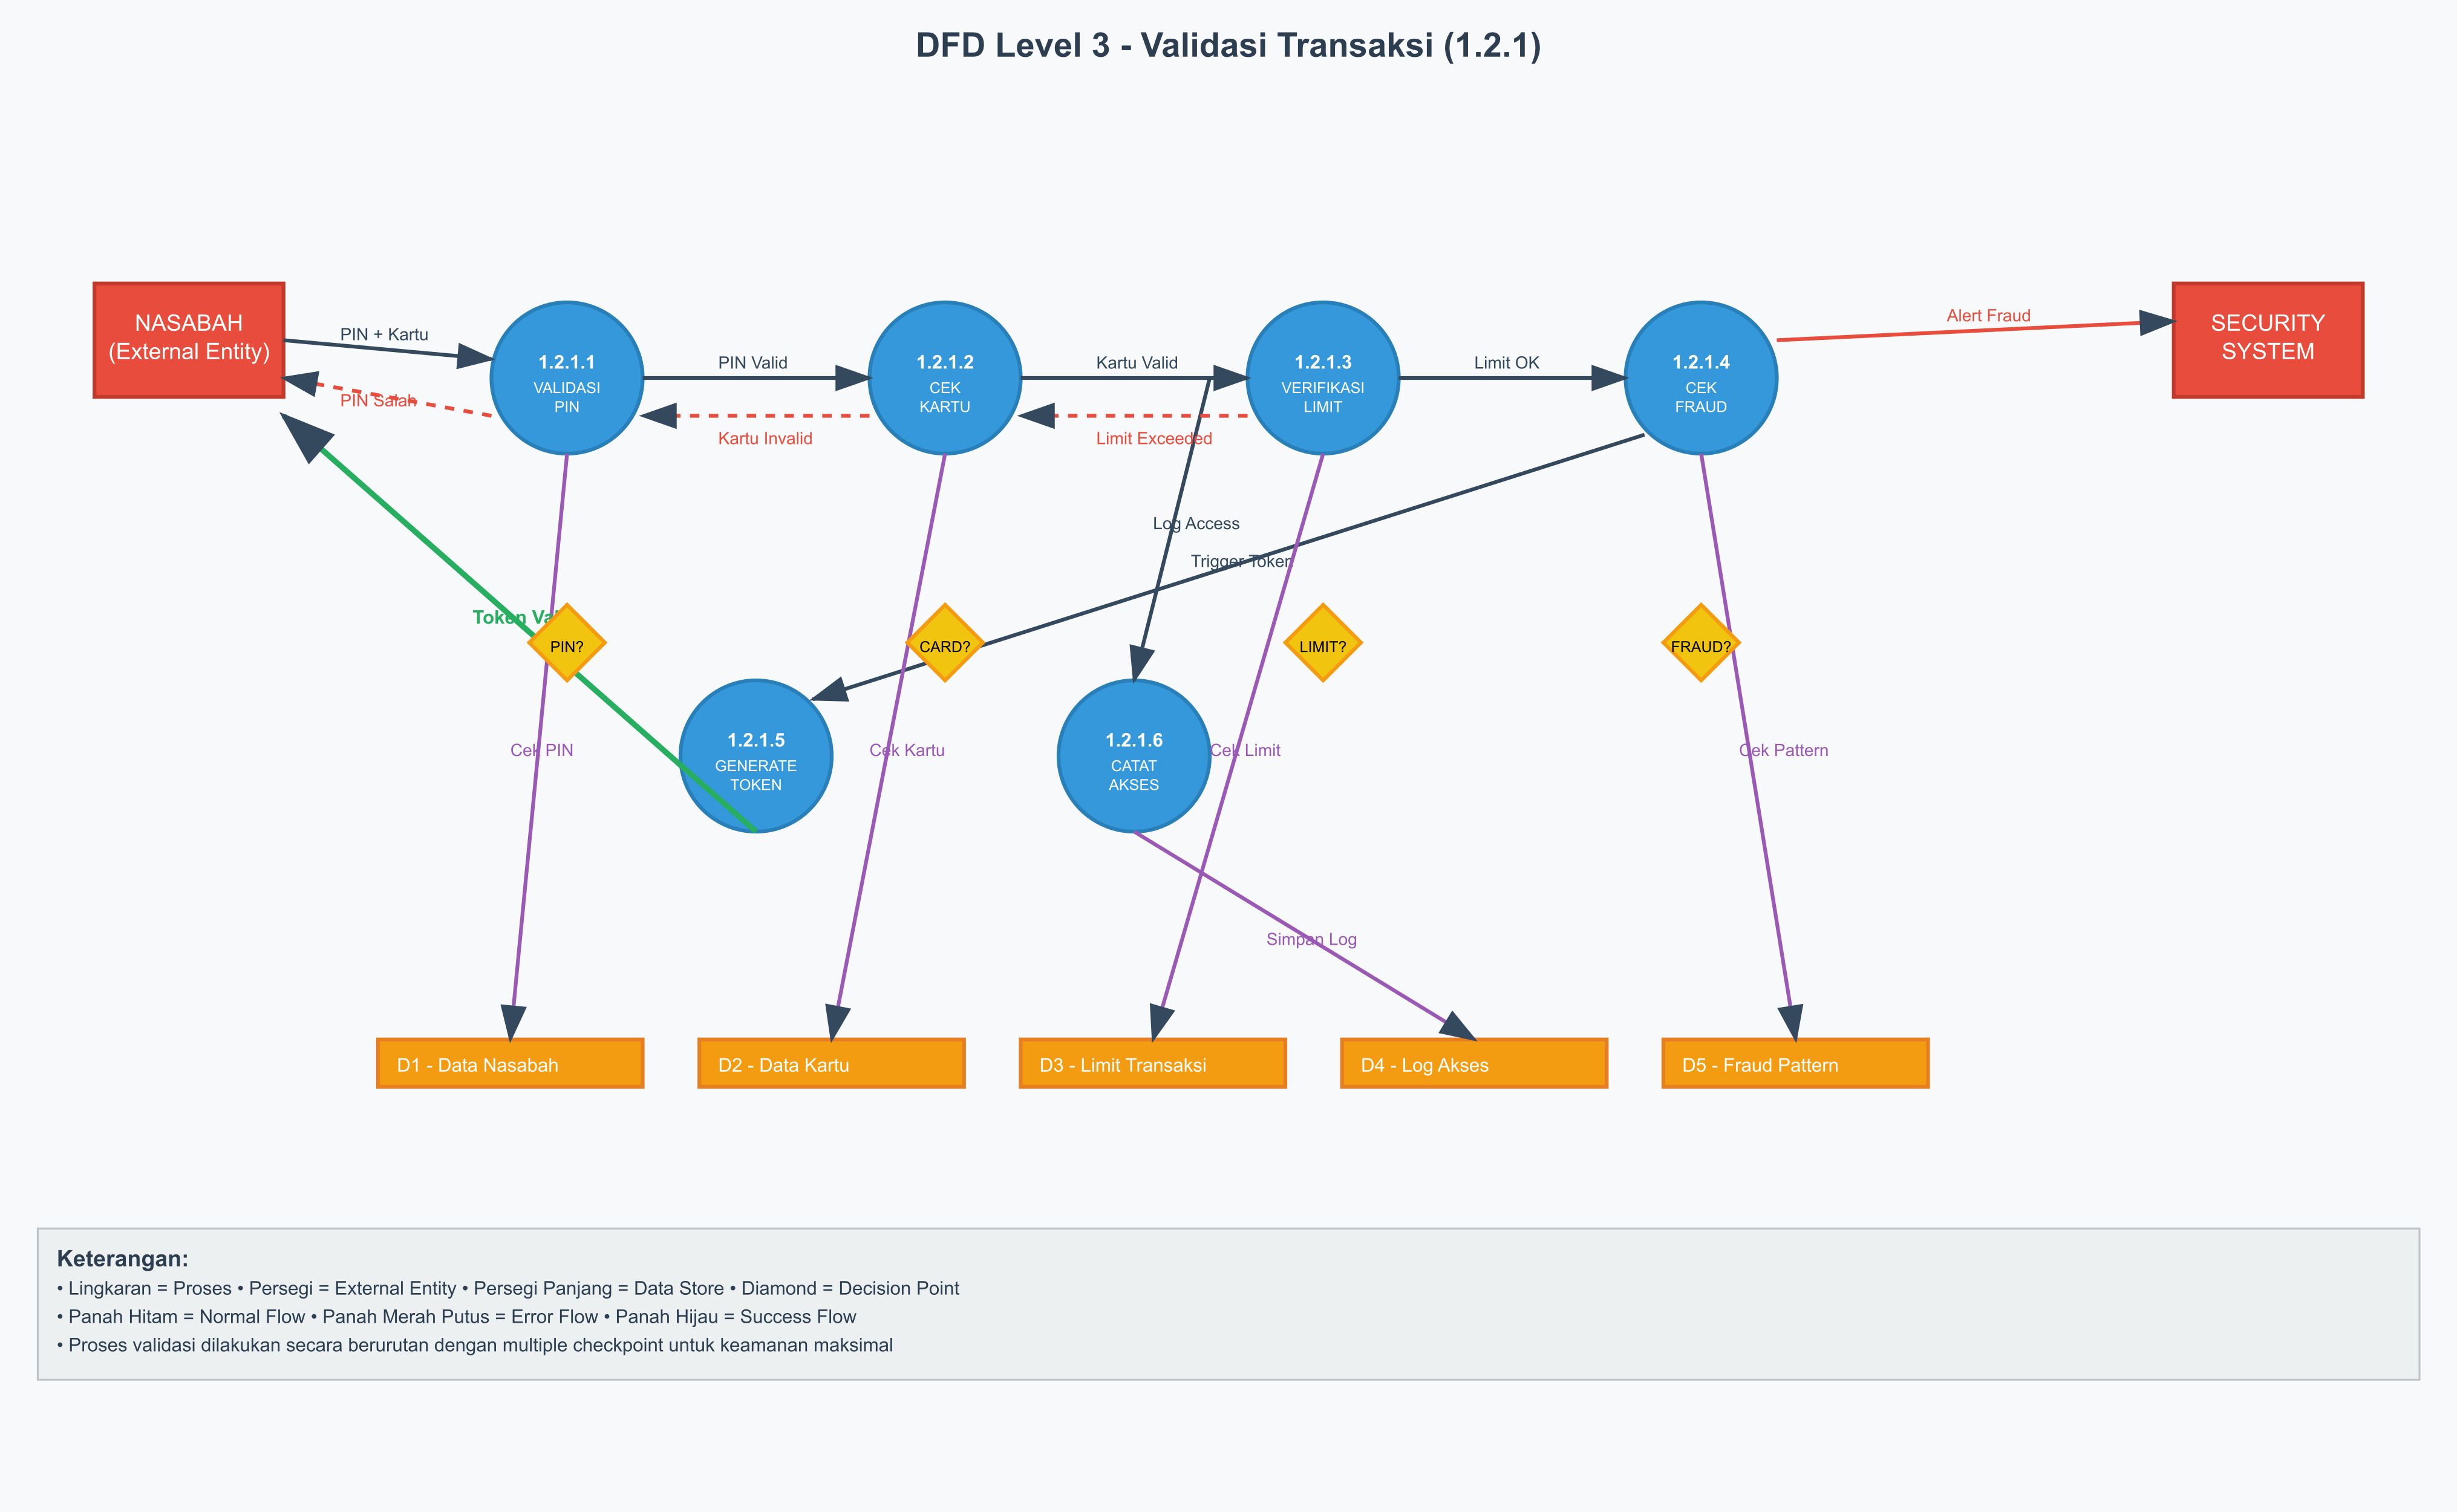 DFD Level 3 - Validasi Transaksi (1.2.1)
NASABAH
(External Entity)
PIN + Kartu
PIN Salah
1.2.1.1
VALIDASI
PIN
PIN Valid
Kartu Invalid
1.2.1.2
CEK
KARTU
Kartu Valid
Limit Exceeded
1.2.1.3
VERIFIKASI
LIMIT
Limit OK
1.2.1.4
CEK
FRAUD
Alert Fraud
SECURITY
SYSTEM
Log Access
Trigger Token
Token
PIN?
CARD?
LIMIT?
FRAUD?
Cek PIN
1.2.1.5
GENERATE
TOKEN
Cek Kartu
1.2.1.6
CATAT
AKSES
Cek Limit
Cek Pattern
Simpan Log
D1 - Data Nasabah
D2 - Data Kartu
D3 - Limit Transaksi
D4 - Log Akses
D5 - Fraud Pattern
Keterangan:
• Lingkaran = Proses • Persegi = External Entity • Persegi Panjang = Data Store • Diamond = Decision Point
• Panah Hitam = Normal Flow • Panah Merah Putus = Error Flow • Panah Hijau = Success Flow
• Proses validasi dilakukan secara berurutan dengan multiple checkpoint untuk keamanan maksimal